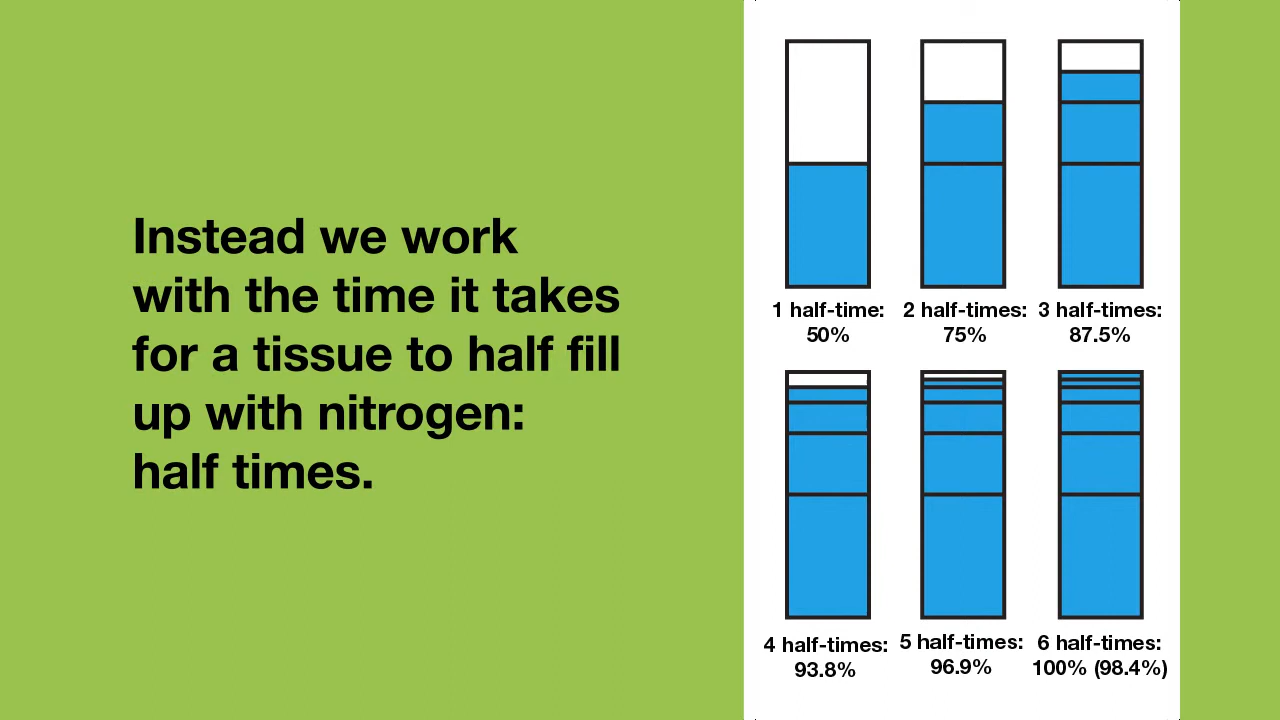 Instead we work
with the time it takes
for a tissue to half fill
up with nitrogen:
half times.
1 half-time:
50%
2 half-times:
75%
3 half-times:
87.5%
4 half-times:
93.8%
5 half-times:
96.9%
6 half-times:
100% (98.4%)